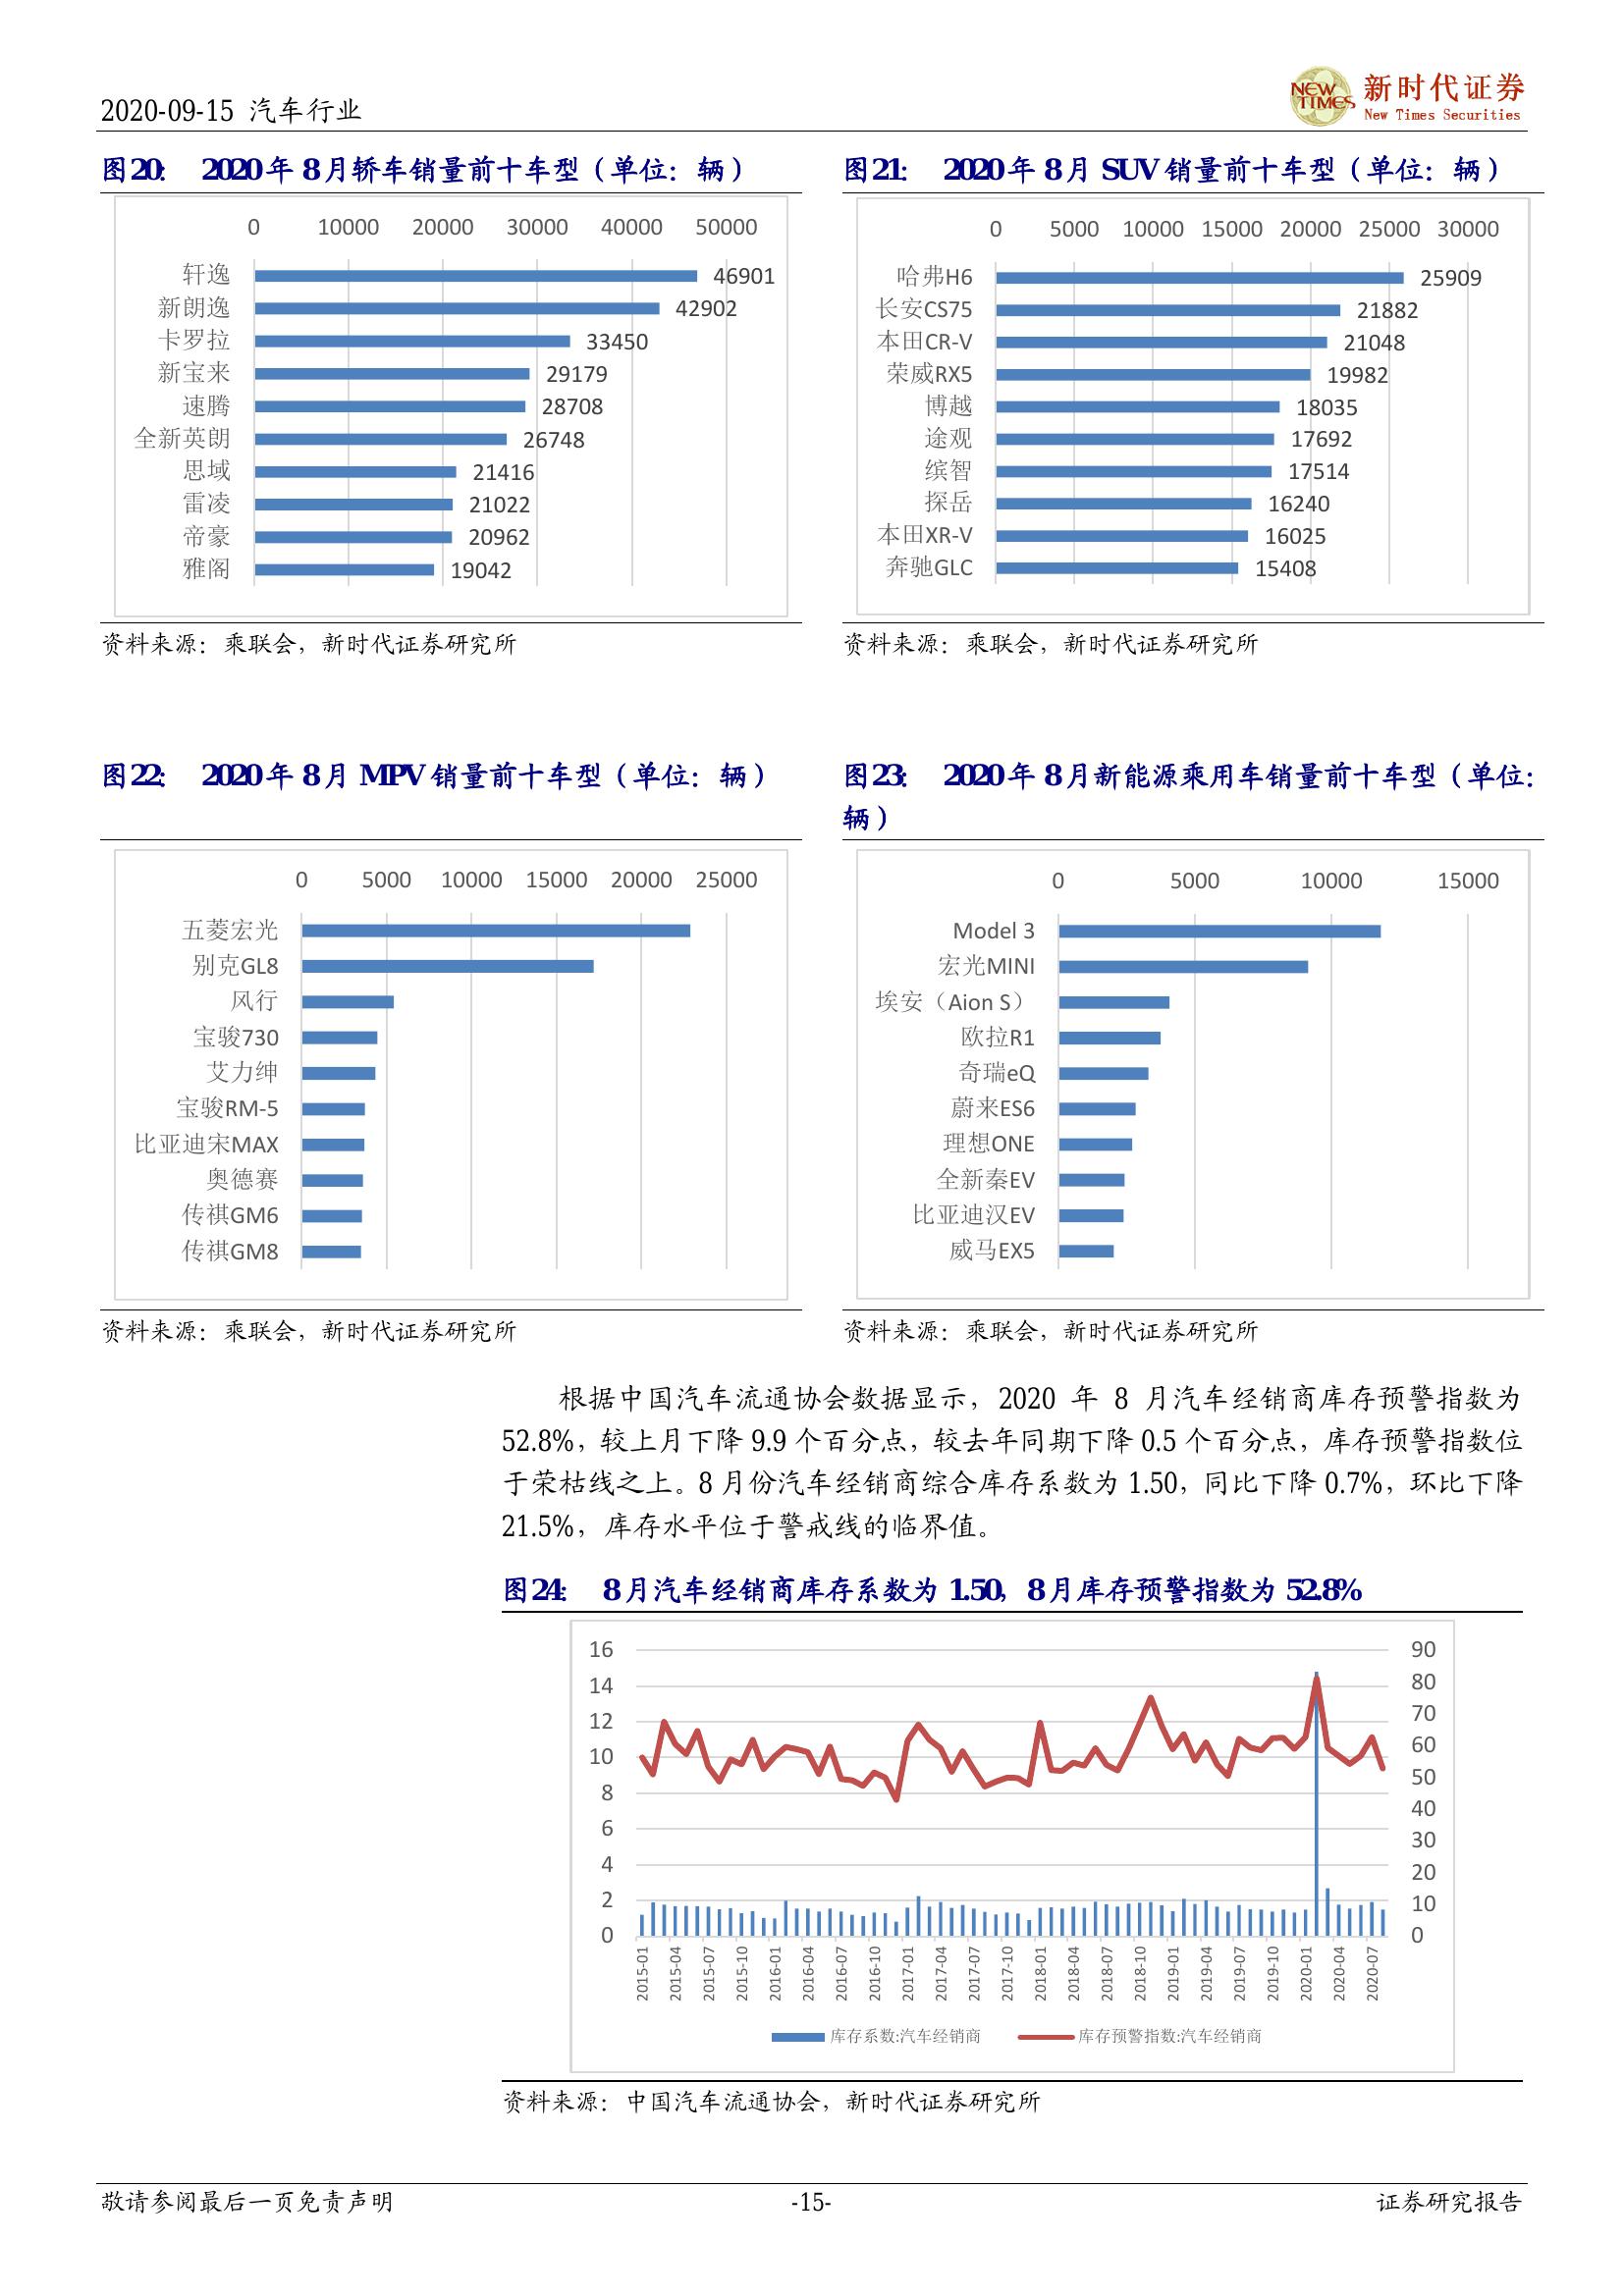 2020-09-15 汽车行业
NEW TIMES
新时代证券
New Times Securities
图20： 2020年8月轿车销量前十车型（单位：辆）
0 10000 20000 30000 40000 50000
轩逸 46901
新朗逸 42902
卡罗拉 33450
新宝来 29179
速腾 28708
全新英朗 26748
思域 21416
雷凌 21022
帝豪 20962
雅阁 19042
资料来源：乘联会，新时代证券研究所
图21： 2020年8月SUV销量前十车型（单位：辆）
0 5000 10000 15000 20000 25000 30000
哈弗H6 25909
长安CS75 21882
本田CR-V 21048
荣威RX5 19982
博越 18035
途观 17692
缤智 17514
探岳 16240
本田XR-V 16025
奔驰GLC 15408
资料来源：乘联会，新时代证券研究所
图22： 2020年8月MPV销量前十车型（单位：辆）
0 5000 10000 15000 20000 25000
五菱宏光
别克GL8
风行
宝骏730
艾力绅
宝骏RM-5
比亚迪宋MAX
奥德赛
传祺GM6
传祺GM8
资料来源：乘联会，新时代证券研究所
图23： 2020年8月新能源乘用车销量前十车型（单位：
辆）
0 5000 10000 15000
Model 3
宏光MINI
埃安（Aion S）
欧拉R1
奇瑞eQ
蔚来ES6
理想ONE
全新秦EV
比亚迪汉EV
威马EX5
资料来源：乘联会，新时代证券研究所
根据中国汽车流通协会数据显示，2020 年 8 月汽车经销商库存预警指数为
52.8%，较上月下降 9.9 个百分点，较去年同期下降 0.5 个百分点，库存预警指数位
于荣枯线之上。8 月份汽车经销商综合库存系数为 1.50，同比下降 0.7%，环比下降
21.5%，库存水平位于警戒线的临界值。
图24： 8月汽车经销商库存系数为1.50，8月库存预警指数为52.8%
16 90
14 80
12 70
10 60
8 50
6 40
4 30
2 20
0 10
0
2015-01 2015-04 2015-07 2015-10 2016-01 2016-04 2016-07 2016-10 2017-01 2017-04 2017-07 2017-10 2018-01 2018-04 2018-07 2018-10 2019-01 2019-04 2019-07 2019-10 2020-01 2020-04 2020-07
库存系数:汽车经销商 库存预警指数:汽车经销商
资料来源：中国汽车流通协会，新时代证券研究所
敬请参阅最后一页免责声明 -15- 证券研究报告